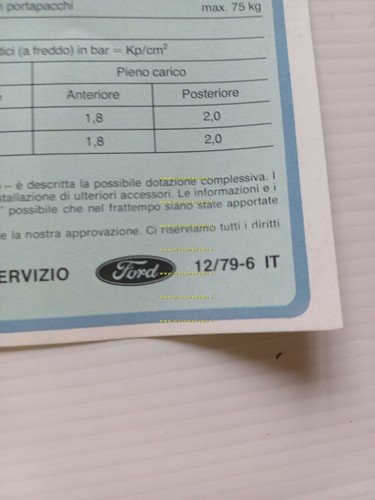 portapacchi max. 75 kg
tici (a freddo) in bar = Kp/cm²
Pieno carico
Anteriore Posteriore
1,8 2,0
1,8 2,0
– è descritta la possibile dotazione complessiva. I
stallazione di ulteriori accessori. Le informazioni e i
possibile che nel frattempo siano state apportate
e la nostra approvazione. Ci riserviamo tutti i diritti
ERVIZIO Ford 12/79-6 IT